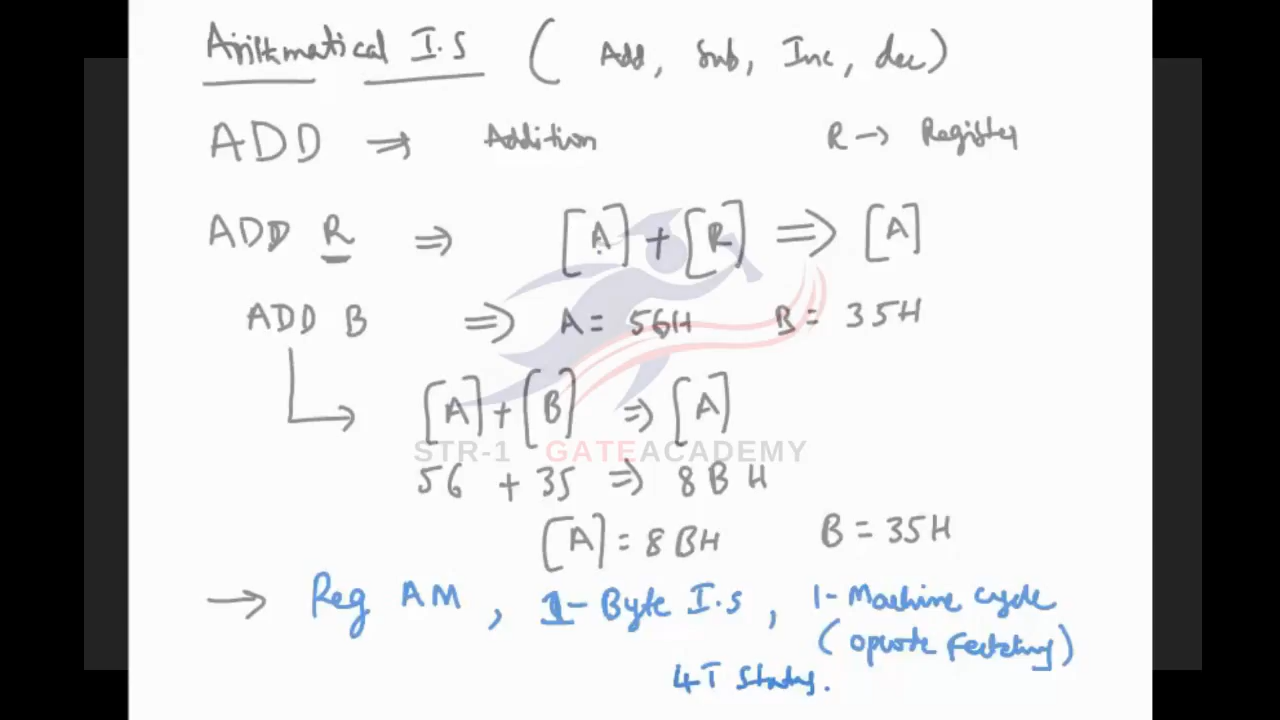 Arithmatical I.S ( Add, Sub, Inc, dec)
ADD ⇒ Addition R → Register
ADD R ⇒ [A] + [R] ⇒ [A]
ADD B ⇒ A = 56H B = 35H
[A] + [B] ⇒ [A]
STR-1 GATEACADEMY
56 + 35 ⇒ 8BH
[A] = 8BH B = 35H
→ Reg AM, 1-Byte I.S, 1-Machine cycle
(opcode Fetching)
4T States.